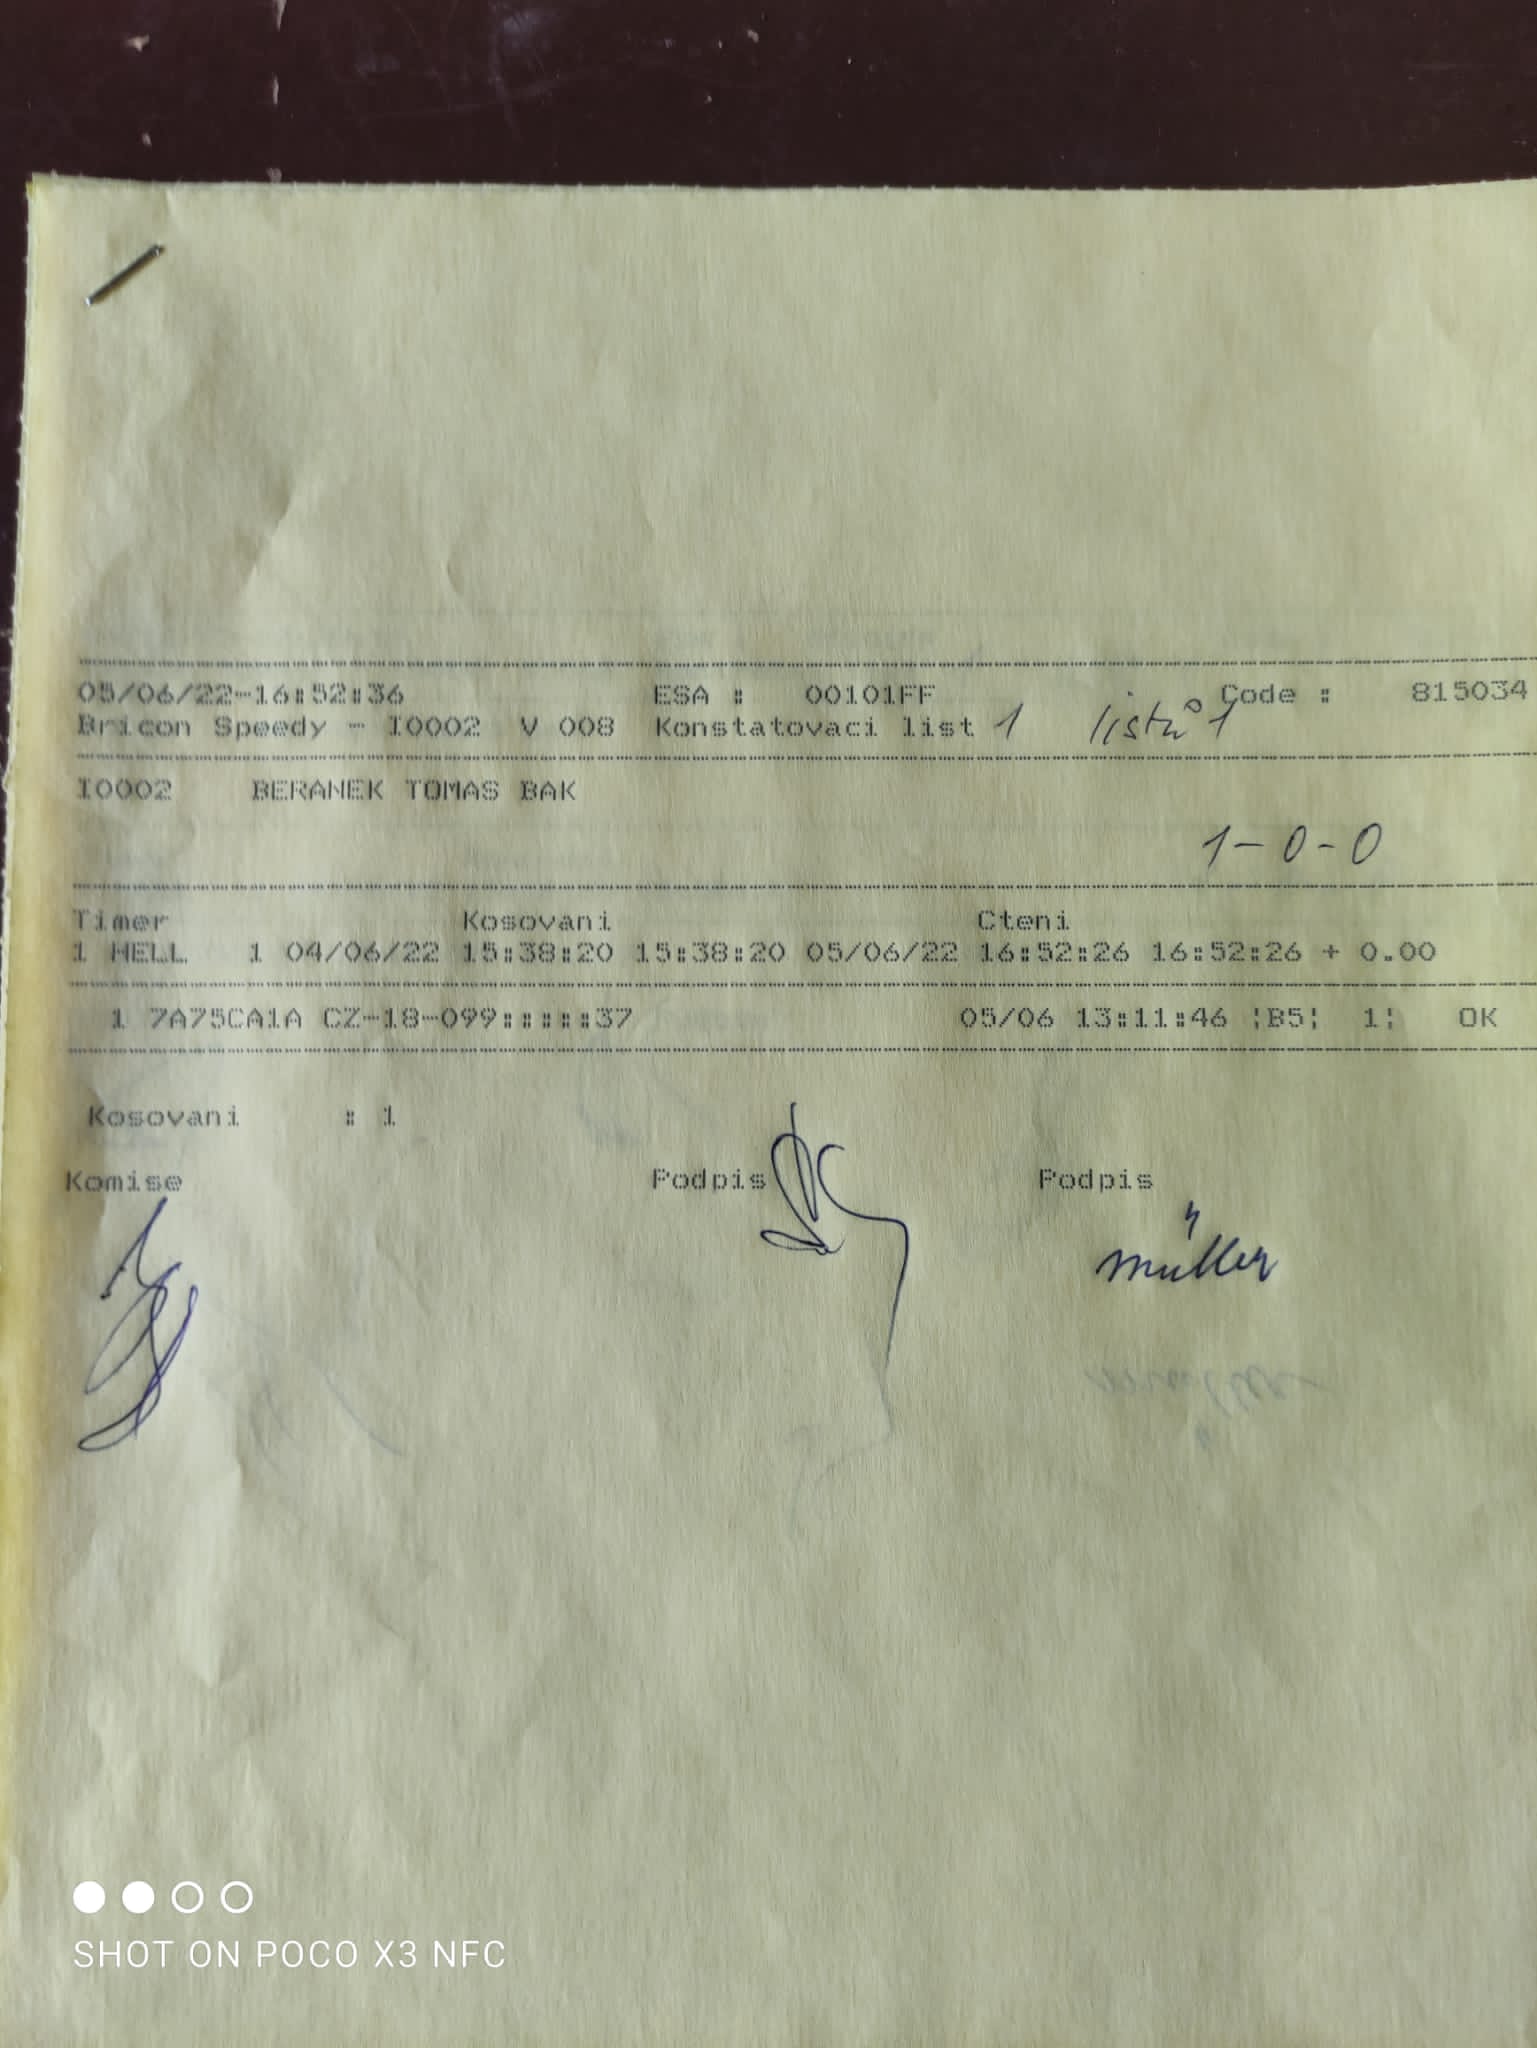 05/06/22-16:52:36 ESA : 00101FF Code : 815034
Bricon Speedy - I0002 V 008 Konstatovaci list 1 listů 1
I0002 BERANEK TOMAS BAK
1-0-0
Timer Kosovani Cteni
1 HELL 1 04/06/22 15:38:20 15:38:20 05/06/22 16:52:26 16:52:26 + 0.00
1 7A75CA1A CZ-18-099:::::37 05/06 13:11:46 ¦B5¦ 1¦ OK
Kosovani : 1
Komise Podpis Podpis
Müller
SHOT ON POCO X3 NFC